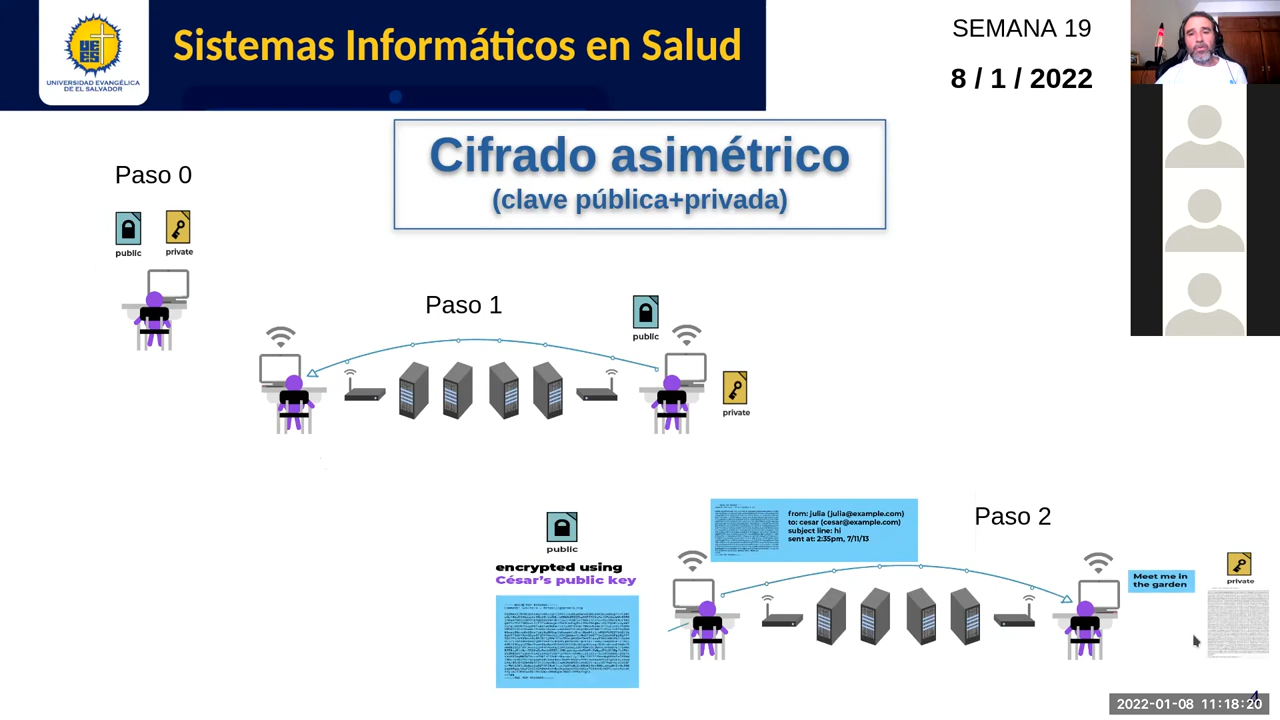 UNIVERSIDAD EVANGÉLICA
DE EL SALVADOR
Sistemas Informáticos en Salud
SEMANA 19
8 / 1 / 2022
Cifrado asimétrico
(clave pública+privada)
Paso 0
public
private
Paso 1
public
private
Paso 2
public
encrypted using
César's public key
from: julia (julia@example.com)
to: cesar (cesar@example.com)
subject line: hi
sent at: 2:35pm, 7/11/13
Meet me in
the garden
private
4
2022-01-08 11:18:20